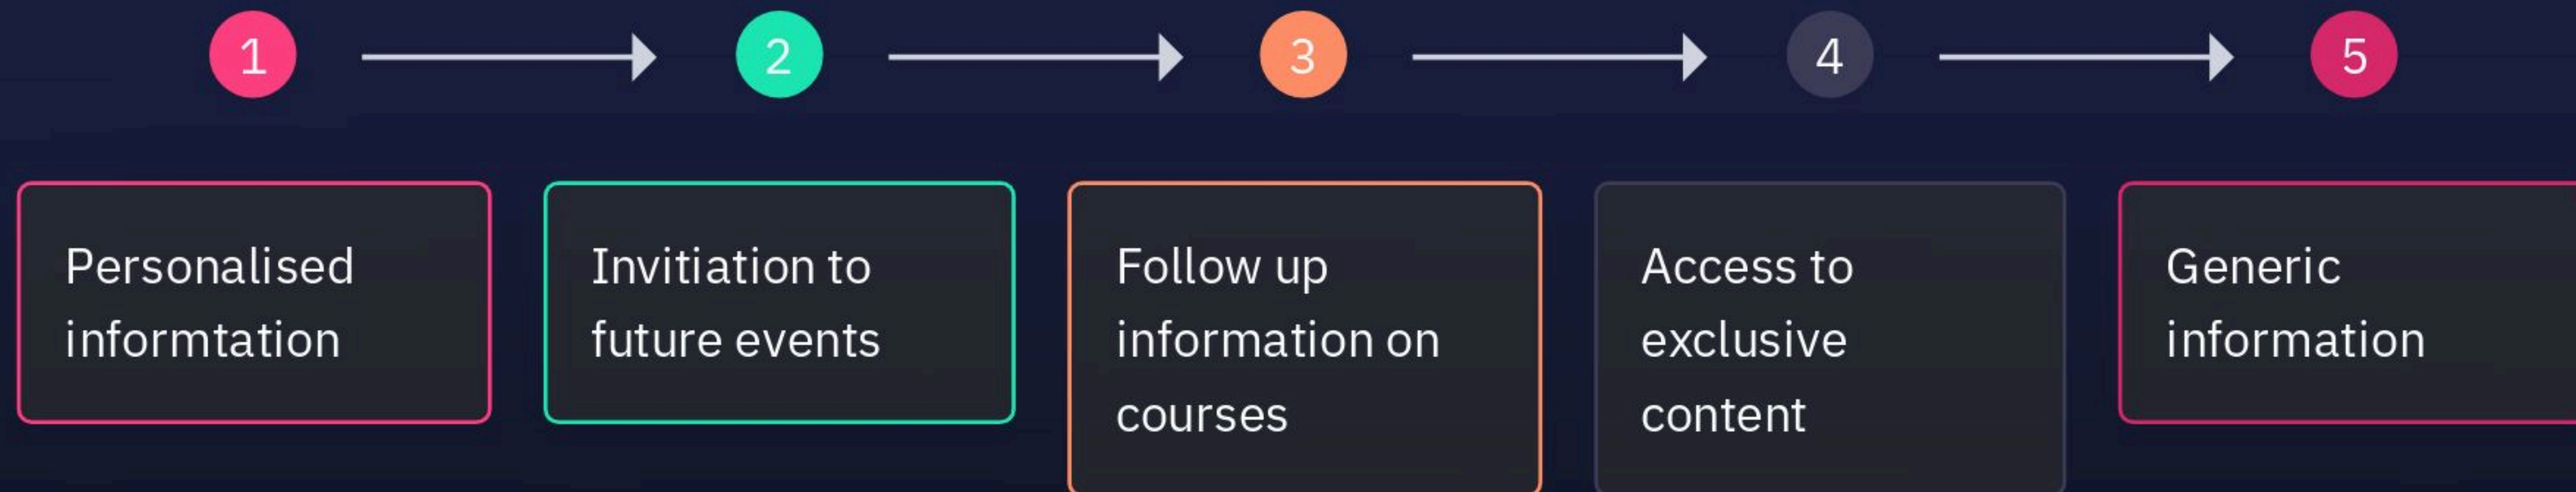 1
2
3
4
5
Personalised
informtation
Invitiation to
future events
Follow up
information on
courses
Access to
exclusive
content
Generic
information